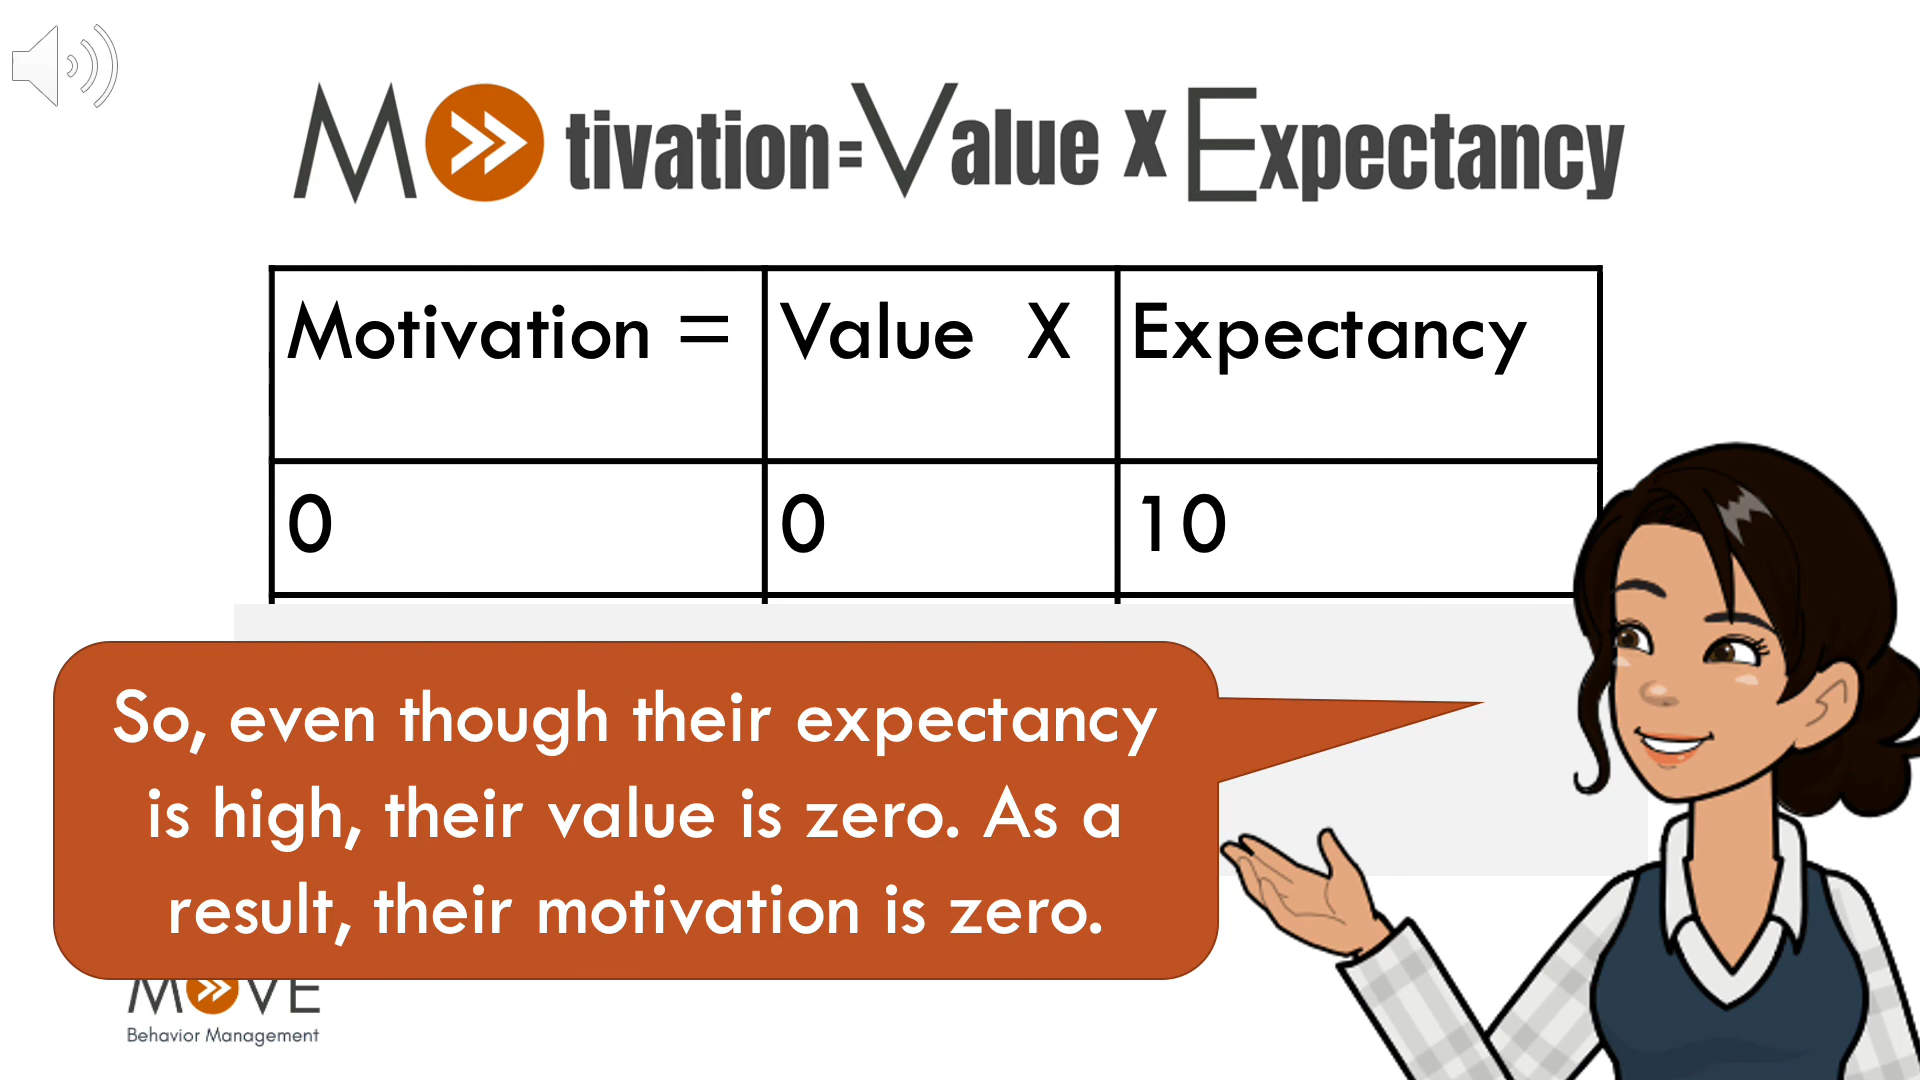 M tivation=Value x Expectancy
Motivation = Value X Expectancy
0 0 10
So, even though their expectancy
is high, their value is zero. As a
result, their motivation is zero.
MOVE
Behavior Management